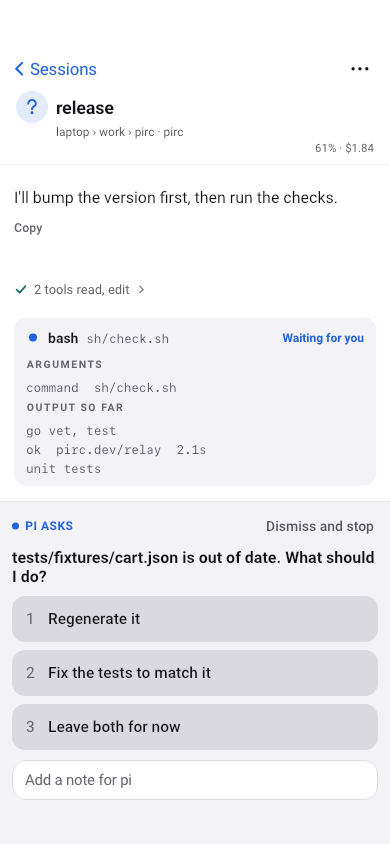 Sessions
?
release
laptop › work › pirc · pirc
61% · $1.84
I'll bump the version first, then run the checks.
Copy
2 tools read, edit
bash sh/check.sh
Waiting for you
ARGUMENTS
command sh/check.sh
OUTPUT SO FAR
go vet, test
ok pirc.dev/relay 2.1s
unit tests
PI ASKS
Dismiss and stop
tests/fixtures/cart.json is out of date. What should
I do?
1 Regenerate it
2 Fix the tests to match it
3 Leave both for now
Add a note for pi